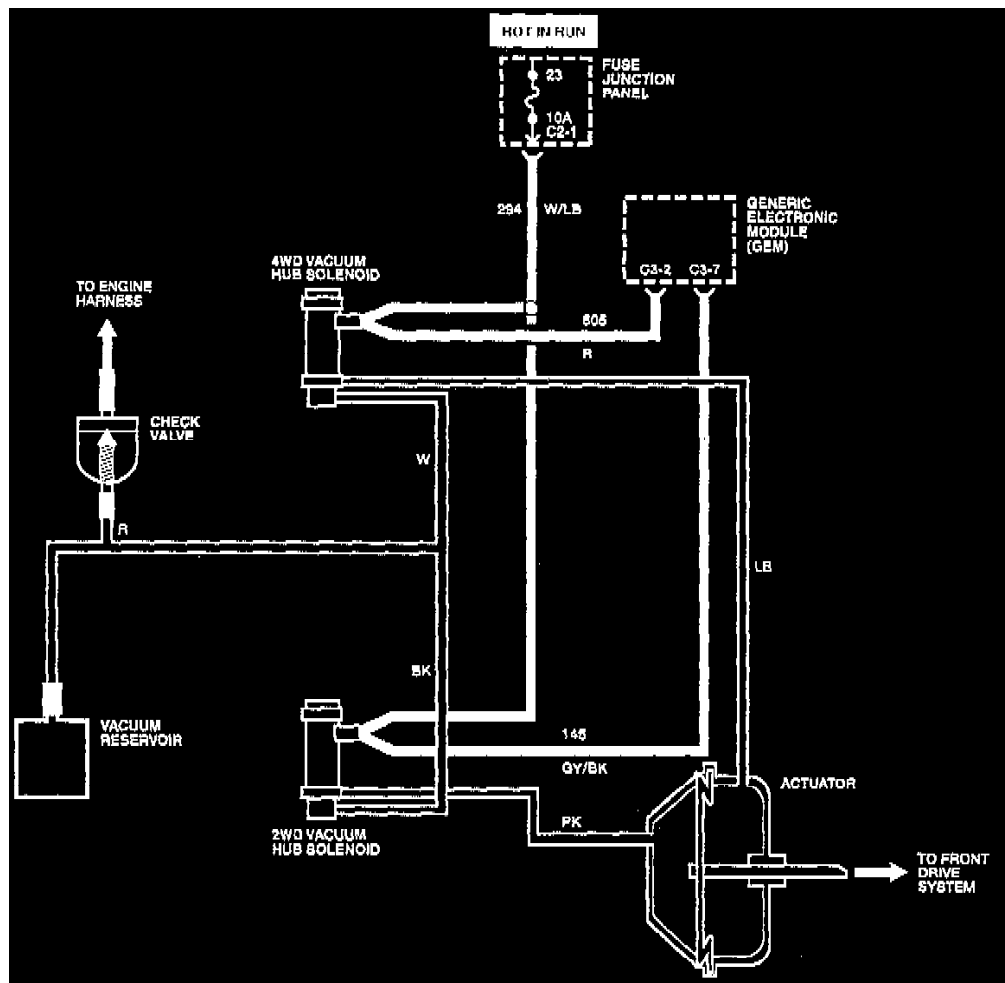 HOT IN RUN
23
10A
C2-1
FUSE
JUNCTION
PANEL
294
W/LB
GENERIC
ELECTRONIC
MODULE
(GEM)
C3-2
C3-7
4WD VACUUM
HUB SOLENOID
TO ENGINE
HARNESS
605
R
CHECK
VALVE
W
R
LB
BK
VACUUM
RESERVOIR
145
GY/BK
ACTUATOR
PK
2WD VACUUM
HUB SOLENOID
TO FRONT
DRIVE
SYSTEM